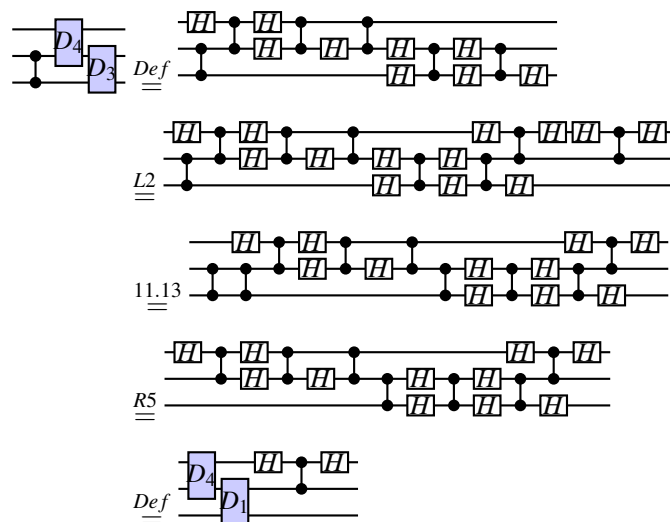 H H
D4 H H H H
Def D3 H H H
=
H H H H H H
H H H H
L2 H H H
=
H H H H
H H H H
11.13 H H H
=
H H H H
H H H H
R5 H H H
=
D4 H H
Def D1
=